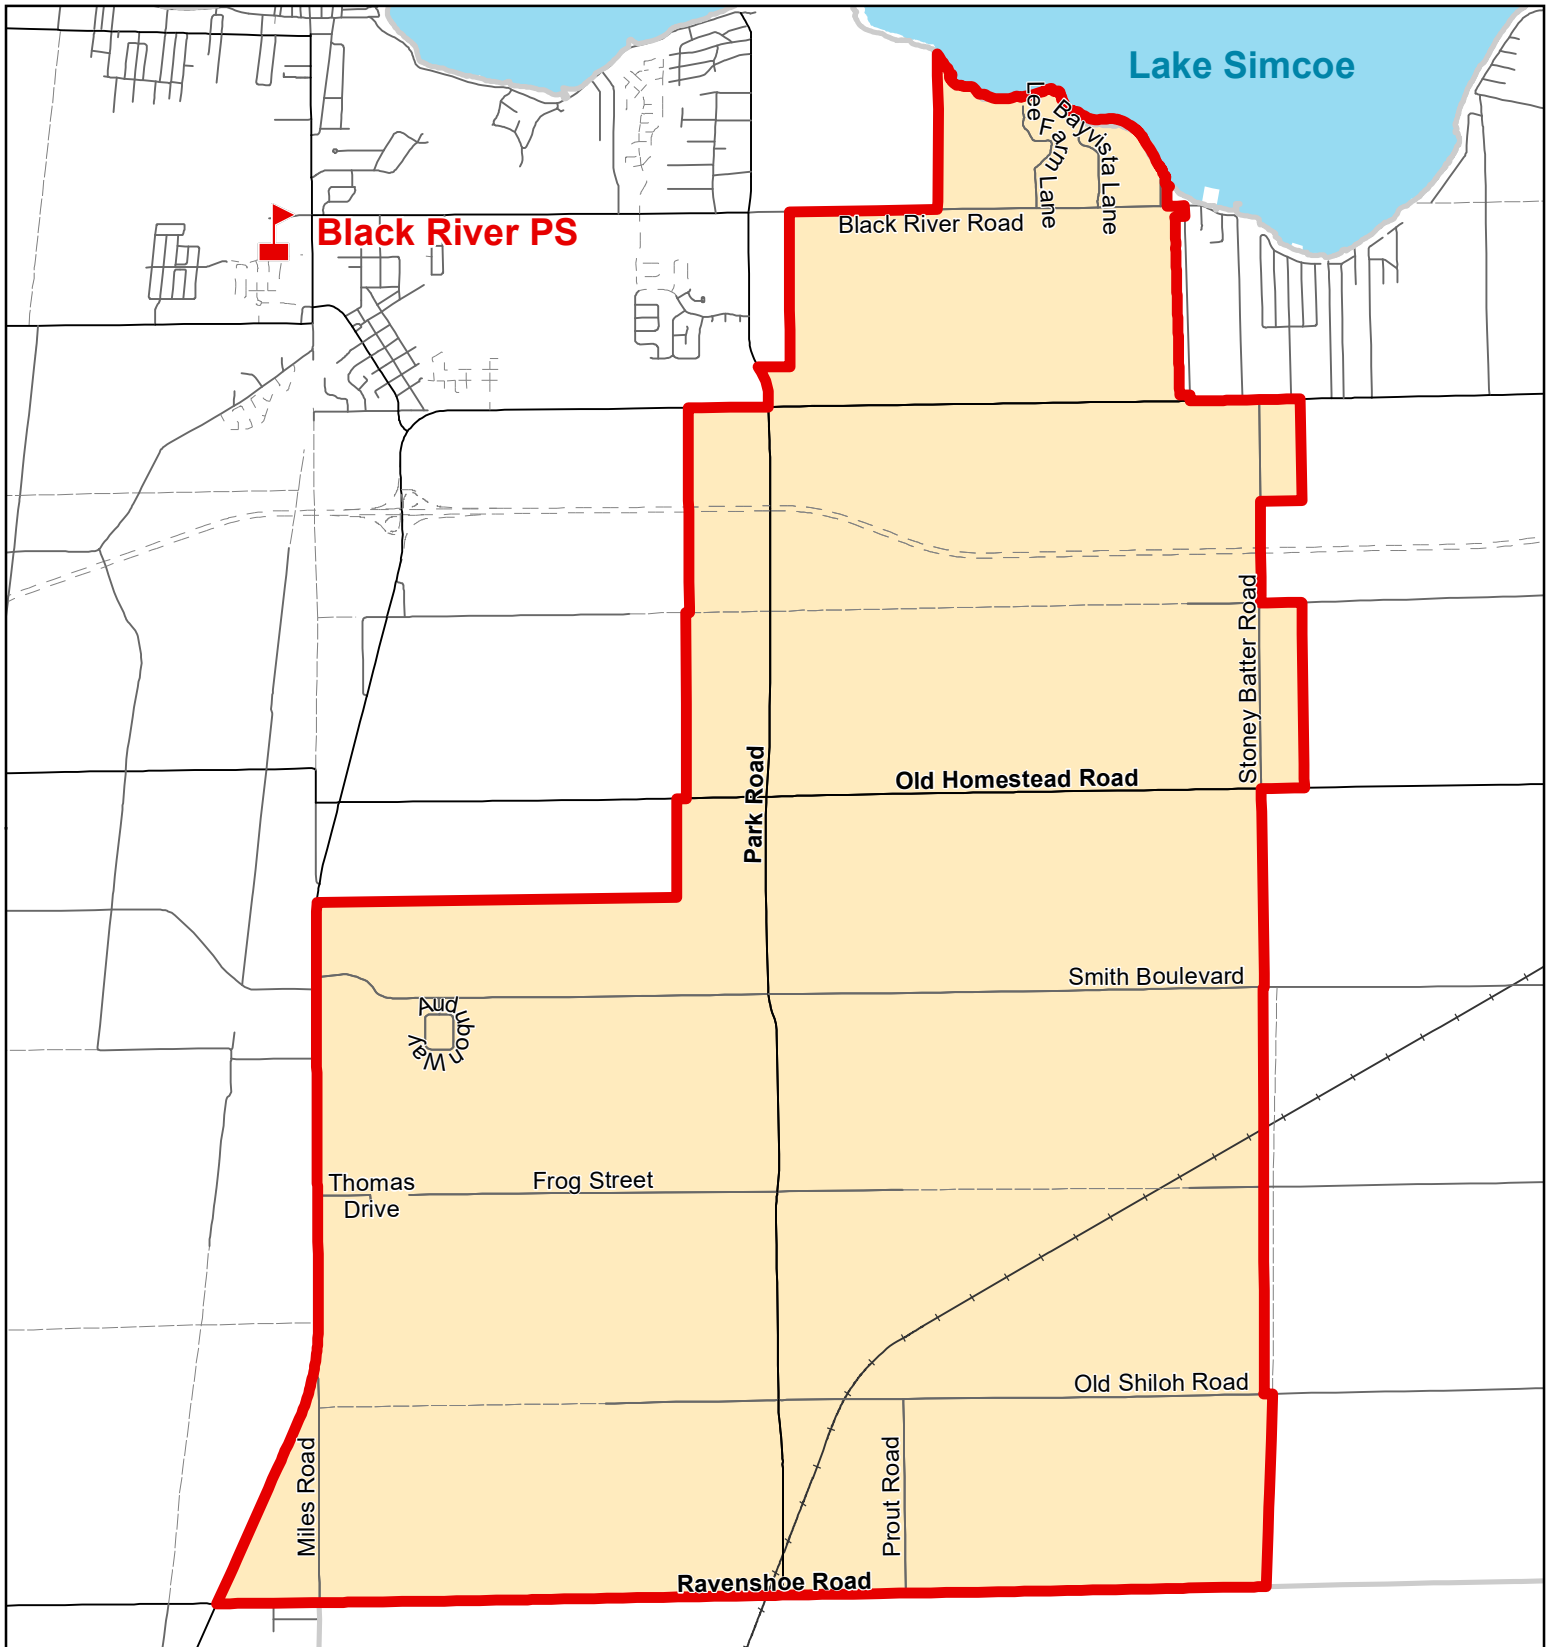 Lake Simcoe
Lee Farm Lane
Bayvista Lane
Black River PS
Black River Road
Stoney Batter Road
Park Road
Old Homestead Road
Smith Boulevard
Audubon Way
Thomas
Drive
Frog Street
Old Shiloh Road
Miles Road
Prout Road
Ravenshoe Road